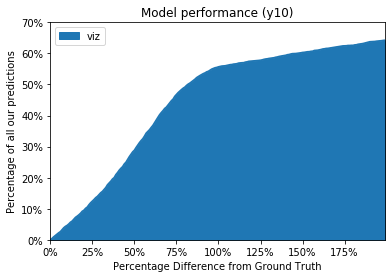 Model performance (y10)
viz
Percentage of all our predictions
70%
60%
50%
40%
30%
20%
10%
0%
0% 25% 50% 75% 100% 125% 150% 175%
Percentage Difference from Ground Truth